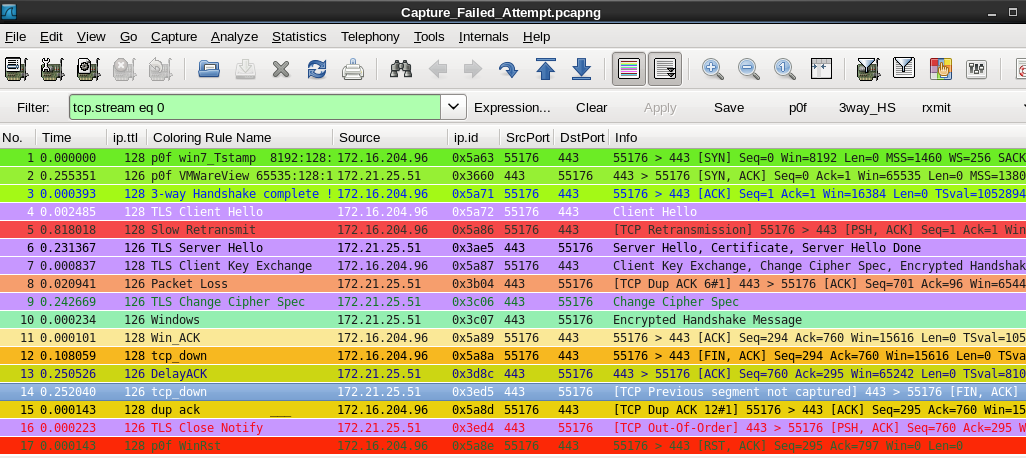 Capture_Failed_Attempt.pcapng
File Edit View Go Capture Analyze Statistics Telephony Tools Internals Help
Filter: tcp.stream eq 0 Expression... Clear Apply Save p0f 3way_HS rxmit
No. Time ip.ttl Coloring Rule Name Source ip.id SrcPort DstPort Info
1 0.000000 128 p0f win7_Tstamp 8192:128: 172.16.204.96 0x5a63 55176 443 55176 > 443 [SYN] Seq=0 Win=8192 Len=0 MSS=1460 WS=256 SACK
2 0.255351 126 p0f VMWareView 65535:128:1 172.21.25.51 0x3660 443 55176 443 > 55176 [SYN, ACK] Seq=0 Ack=1 Win=65535 Len=0 MSS=1380
3 0.000393 128 3-way Handshake complete ! 172.16.204.96 0x5a71 55176 443 55176 > 443 [ACK] Seq=1 Ack=1 Win=16384 Len=0 TSval=1052894
4 0.002485 128 TLS Client Hello 172.16.204.96 0x5a72 55176 443 Client Hello
5 0.818018 128 Slow Retransmit 172.16.204.96 0x5a86 55176 443 [TCP Retransmission] 55176 > 443 [PSH, ACK] Seq=1 Ack=1 Win
6 0.231367 126 TLS Server Hello 172.21.25.51 0x3ae5 443 55176 Server Hello, Certificate, Server Hello Done
7 0.000837 128 TLS Client Key Exchange 172.16.204.96 0x5a87 55176 443 Client Key Exchange, Change Cipher Spec, Encrypted Handshak
8 0.020941 126 Packet Loss 172.21.25.51 0x3b04 443 55176 [TCP Dup ACK 6#1] 443 > 55176 [ACK] Seq=701 Ack=96 Win=6544
9 0.242669 126 TLS Change Cipher Spec 172.21.25.51 0x3c06 443 55176 Change Cipher Spec
10 0.000234 126 Windows 172.21.25.51 0x3c07 443 55176 Encrypted Handshake Message
11 0.000101 128 Win_ACK 172.16.204.96 0x5a89 55176 443 55176 > 443 [ACK] Seq=294 Ack=760 Win=15616 Len=0 TSval=105
12 0.108059 128 tcp_down 172.16.204.96 0x5a8a 55176 443 55176 > 443 [FIN, ACK] Seq=294 Ack=760 Win=15616 Len=0 TSva
13 0.250526 126 DelayACK 172.21.25.51 0x3d8c 443 55176 443 > 55176 [ACK] Seq=760 Ack=295 Win=65242 Len=0 TSval=810
14 0.252040 126 tcp_down 172.21.25.51 0x3ed5 443 55176 [TCP Previous segment not captured] 443 > 55176 [FIN, ACK]
15 0.000143 128 dup ack ___ 172.16.204.96 0x5a8d 55176 443 [TCP Dup ACK 12#1] 55176 > 443 [ACK] Seq=295 Ack=760 Win=15
16 0.000223 126 TLS Close Notify 172.21.25.51 0x3ed4 443 55176 [TCP Out-Of-Order] 443 > 55176 [PSH, ACK] Seq=760 Ack=295 W
17 0.000143 128 p0f WinRst 172.16.204.96 0x5a8e 55176 443 55176 > 443 [RST, ACK] Seq=295 Ack=797 Win=0 Len=0